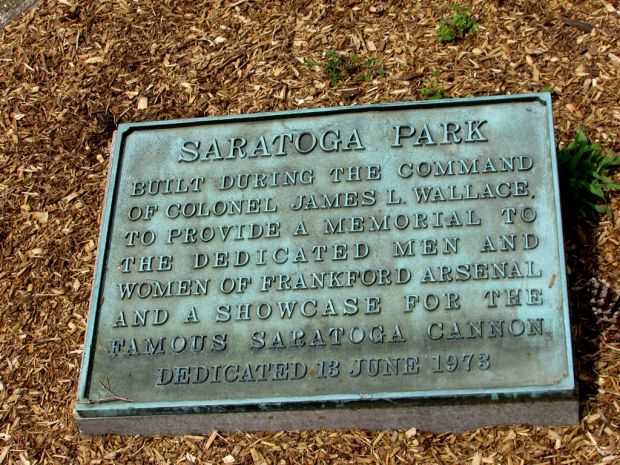 SARATOGA PARK
BUILT DURING THE COMMAND
OF COLONEL JAMES L. WALLACE,
TO PROVIDE A MEMORIAL TO
THE DEDICATED MEN AND
WOMEN OF FRANKFORD ARSENAL
AND A SHOWCASE FOR THE
FAMOUS SARATOGA CANNON
DEDICATED 13 JUNE 1973